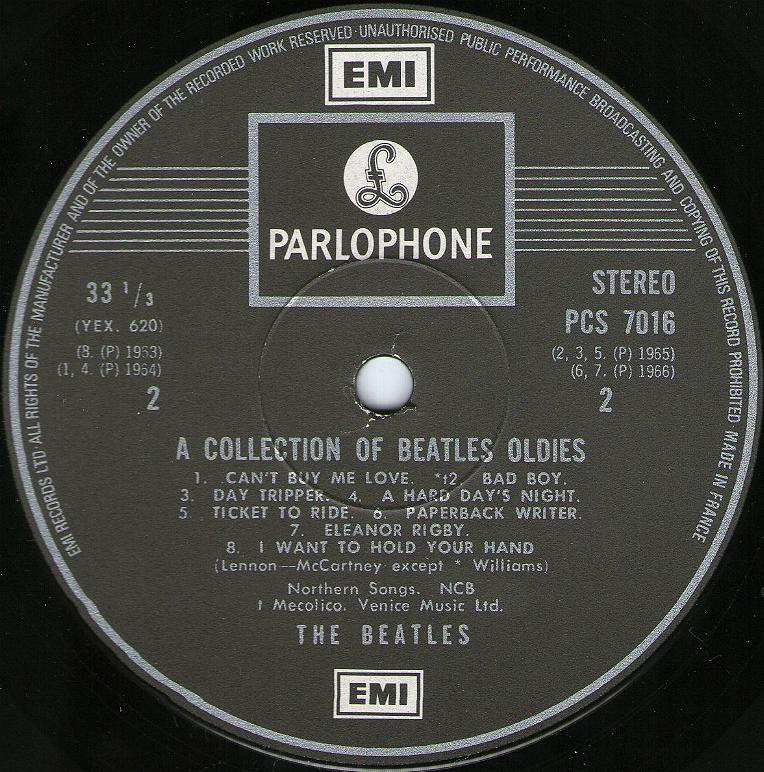 EMI RECORDS LTD · ALL RIGHTS OF THE MANUFACTURER AND OF THE OWNER OF THE RECORDED WORK RESERVED · UNAUTHORISED PUBLIC PERFORMANCE BROADCASTING AND COPYING OF THIS RECORD PROHIBITED · MADE IN FRANCE
EMI
£
PARLOPHONE
33 1/3
(YEX. 620)
(8. (P) 1963)
(1, 4. (P) 1964)
2
STEREO
PCS 7016
(2, 3, 5. (P) 1965)
(6, 7. (P) 1966)
2
A COLLECTION OF BEATLES OLDIES
1. CAN'T BUY ME LOVE. *†2. BAD BOY.
3. DAY TRIPPER. 4. A HARD DAY'S NIGHT.
5. TICKET TO RIDE. 6. PAPERBACK WRITER.
7. ELEANOR RIGBY.
8. I WANT TO HOLD YOUR HAND
(Lennon—McCartney except * Williams)
Northern Songs. NCB
† Mecolico. Venice Music Ltd.
THE BEATLES
EMI